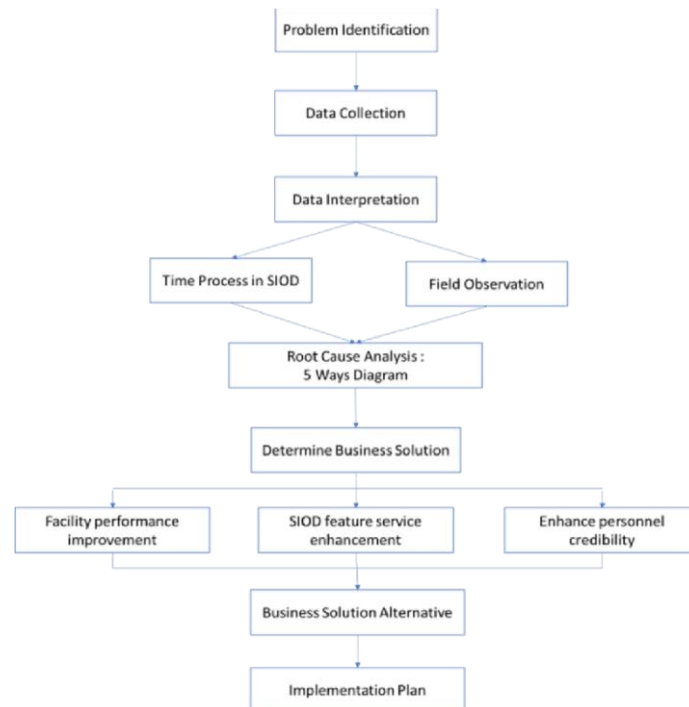 Problem Identification
Data Collection
Data Interpretation
Time Process in SIOD
Field Observation
Root Cause Analysis :
5 Ways Diagram
Determine Business Solution
Facility performance
improvement
SIOD feature service
enhancement
Enhance personnel
credibility
Business Solution Alternative
Implementation Plan